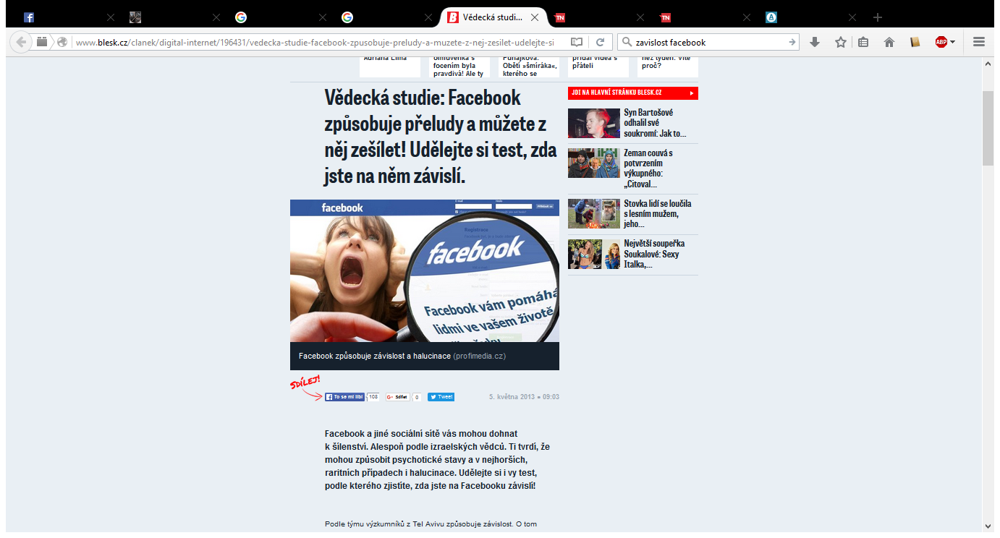 Vědecká studi...
www.blesk.cz/clanek/digital-internet/196431/vedecka-studie-facebook-zpusobuje-preludy-a-muzete-z-nej-zesilet-udelejte-si
zavislost facebook
ABP
Adriana Lima
omluvenka s
focením byla
pravdivá! Ale ty
Obětí »šmíráka«,
kterého se
přidal videa s
přáteli
než týden. Víte
proč?
Vědecká studie: Facebook
způsobuje přeludy a můžete z
něj zešílet! Udělejte si test, zda
jste na něm závislí.
JDI NA HLAVNÍ STRÁNKU BLESK.CZ
Syn Bartošové
odhalil své
soukromí: Jak to...
Zeman couvá s
potvrzením
výkupného:
„Citoval...
Stovka lidí se loučila
s lesním mužem,
jeho...
Největší soupeřka
Soukalové: Sexy
Italka,...
facebook
E-mail
Heslo
Přihlásit se
Registrace
facebook
Facebook vám pomáhá
lidmi ve vašem životě
Facebook způsobuje závislost a halucinace (profimedia.cz)
SDÍLEJ!
To se mi líbí 108
G+ Sdílet 0
Tweet
5. května 2013 • 09:03
Facebook a jiné sociální sítě vás mohou dohnat
k šílenství. Alespoň podle izraelských vědců. Ti tvrdí, že
mohou způsobit psychotické stavy a v nejhorších,
raritních případech i halucinace. Udělejte si i vy test,
podle kterého zjistíte, zda jste na Facebooku závislí!
Podle týmu výzkumníků z Tel Avivu způsobuje závislost. O tom